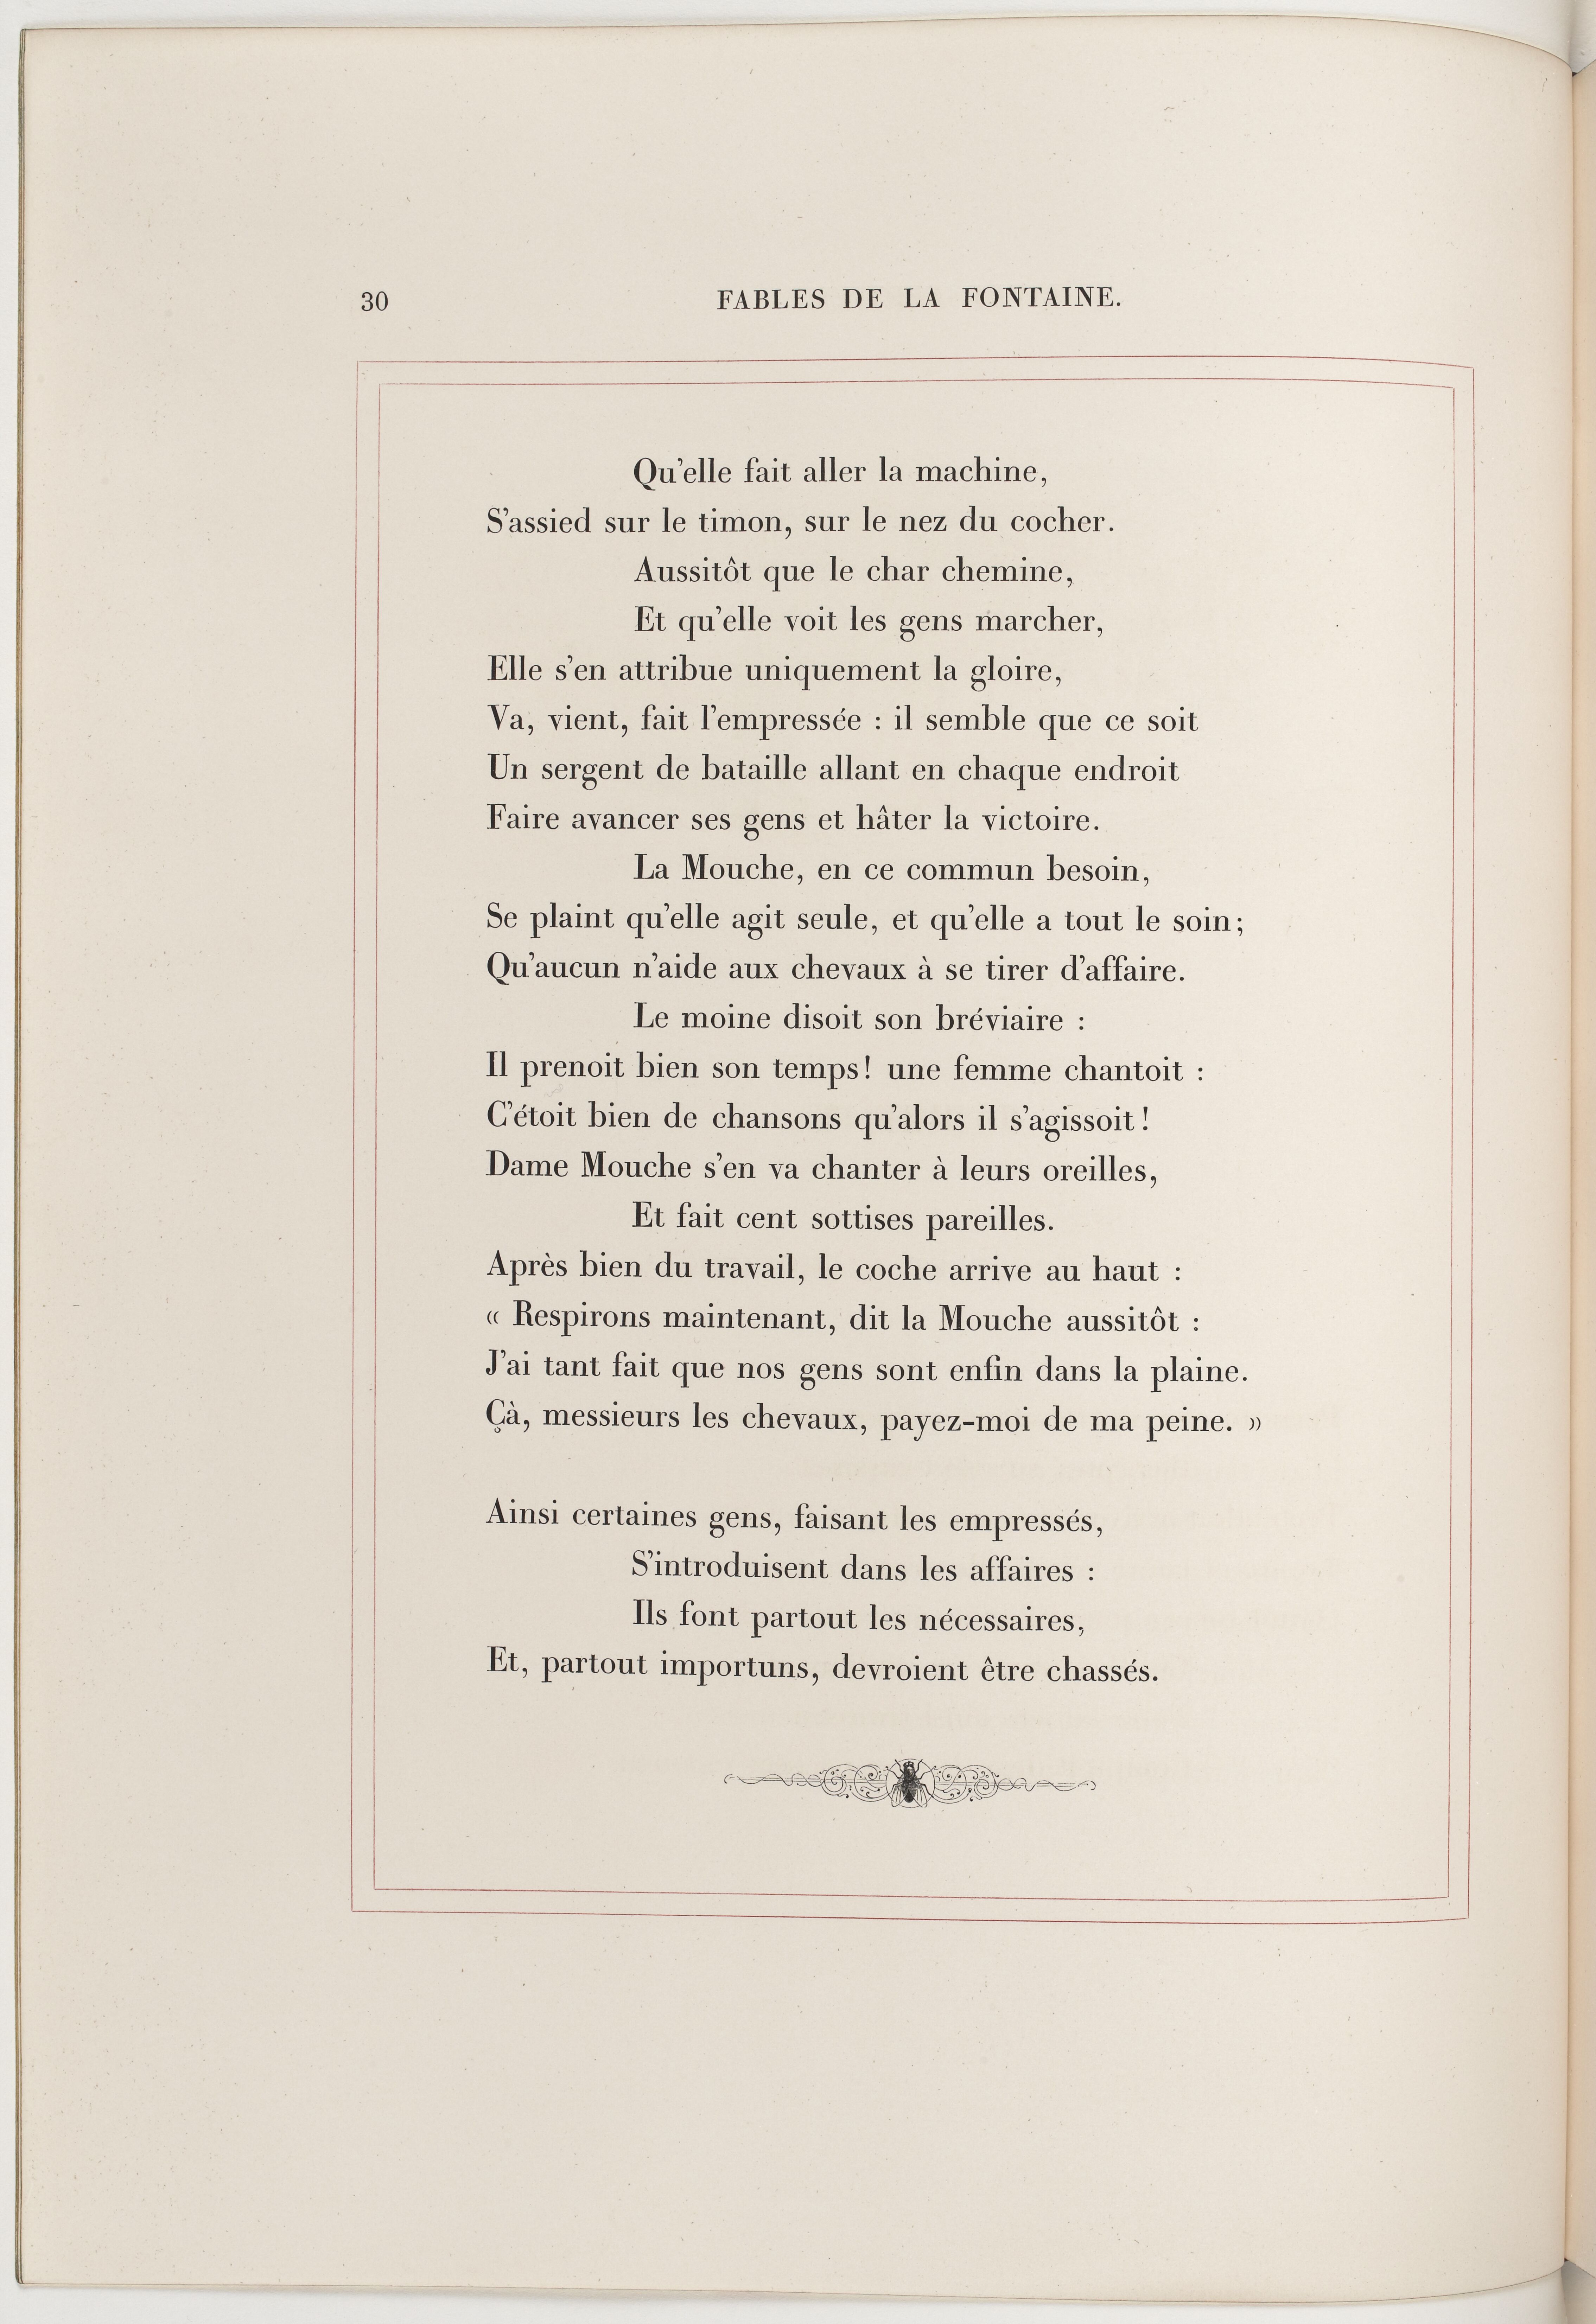 30
FABLES DE LA FONTAINE.
Qu'elle fait aller la machine,
S'assied sur le timon, sur le nez du cocher.
Aussitôt que le char chemine,
Et qu'elle voit les gens marcher,
Elle s'en attribue uniquement la gloire,
Va, vient, fait l'empressée : il semble que ce soit
Un sergent de bataille allant en chaque endroit
Faire avancer ses gens et hâter la victoire.
La Mouche, en ce commun besoin,
Se plaint qu'elle agit seule, et qu'elle a tout le soin;
Qu'aucun n'aide aux chevaux à se tirer d'affaire.
Le moine disoit son bréviaire :
Il prenoit bien son temps! une femme chantoit :
C'étoit bien de chansons qu'alors il s'agissoit!
Dame Mouche s'en va chanter à leurs oreilles,
Et fait cent sottises pareilles.
Après bien du travail, le coche arrive au haut :
« Respirons maintenant, dit la Mouche aussitôt :
J'ai tant fait que nos gens sont enfin dans la plaine.
Çà, messieurs les chevaux, payez-moi de ma peine. »
Ainsi certaines gens, faisant les empressés,
S'introduisent dans les affaires :
Ils font partout les nécessaires,
Et, partout importuns, devroient être chassés.